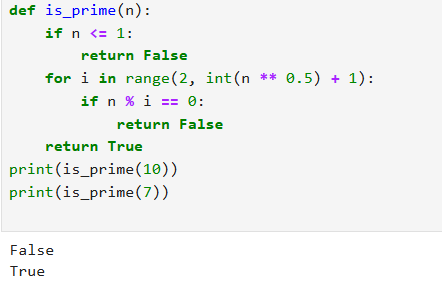 def is_prime(n):
    if n <= 1:
        return False
    for i in range(2, int(n ** 0.5) + 1):
        if n % i == 0:
            return False
    return True
print(is_prime(10))
print(is_prime(7))
False
True